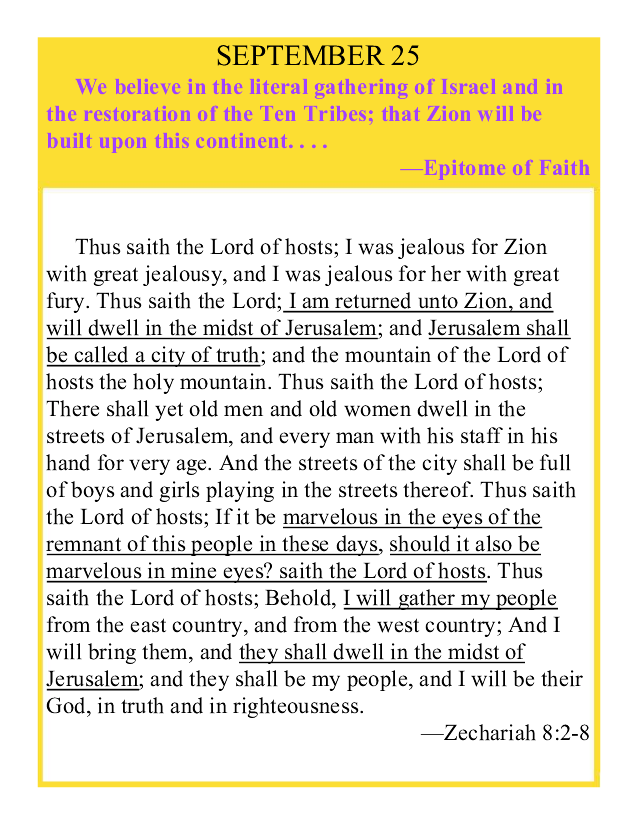 SEPTEMBER 25
We believe in the literal gathering of Israel and in
the restoration of the Ten Tribes; that Zion will be
built upon this continent. . . .
—Epitome of Faith
Thus saith the Lord of hosts; I was jealous for Zion
with great jealousy, and I was jealous for her with great
fury. Thus saith the Lord; I am returned unto Zion, and
will dwell in the midst of Jerusalem; and Jerusalem shall
be called a city of truth; and the mountain of the Lord of
hosts the holy mountain. Thus saith the Lord of hosts;
There shall yet old men and old women dwell in the
streets of Jerusalem, and every man with his staff in his
hand for very age. And the streets of the city shall be full
of boys and girls playing in the streets thereof. Thus saith
the Lord of hosts; If it be marvelous in the eyes of the
remnant of this people in these days, should it also be
marvelous in mine eyes? saith the Lord of hosts. Thus
saith the Lord of hosts; Behold, I will gather my people
from the east country, and from the west country; And I
will bring them, and they shall dwell in the midst of
Jerusalem; and they shall be my people, and I will be their
God, in truth and in righteousness.
—Zechariah 8:2-8